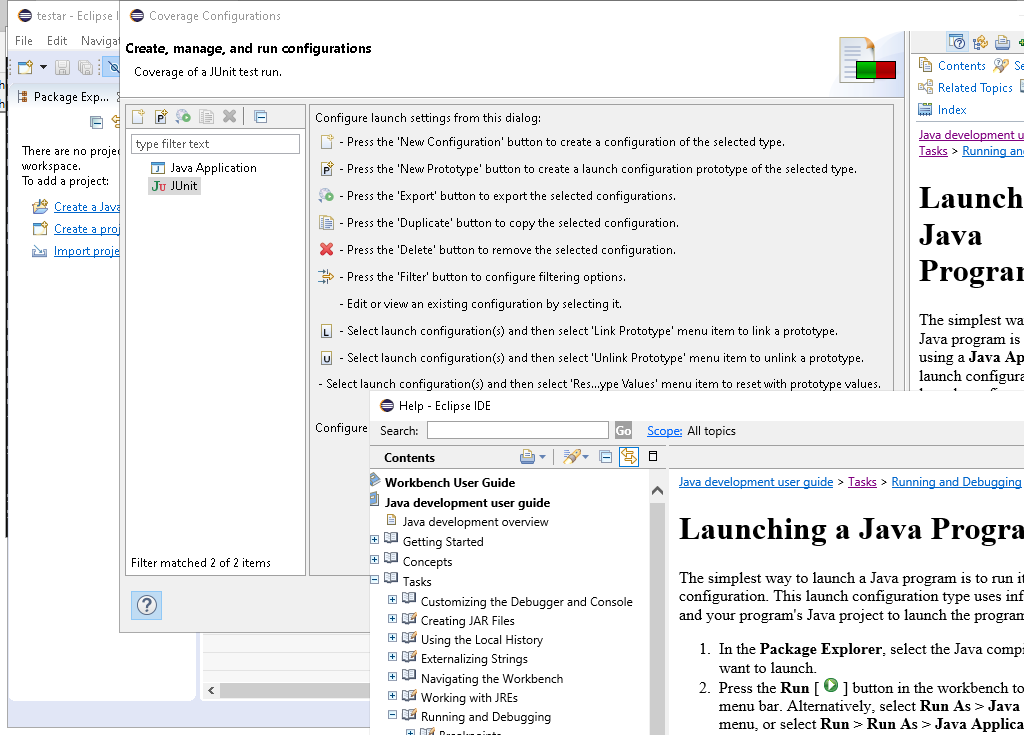 testar - Eclipse I
File Edit Navigat
Package Exp...
There are no projec
workspace.
To add a project:
Create a Java
Create a proj
Import proje
Coverage Configurations
Create, manage, and run configurations
Coverage of a JUnit test run.
type filter text
Java Application
JUnit
Filter matched 2 of 2 items
Configure launch settings from this dialog:
- Press the 'New Configuration' button to create a configuration of the selected type.
- Press the 'New Prototype' button to create a launch configuration prototype of the selected type.
- Press the 'Export' button to export the selected configurations.
- Press the 'Duplicate' button to copy the selected configuration.
- Press the 'Delete' button to remove the selected configuration.
- Press the 'Filter' button to configure filtering options.
- Edit or view an existing configuration by selecting it.
- Select launch configuration(s) and then select 'Link Prototype' menu item to link a prototype.
- Select launch configuration(s) and then select 'Unlink Prototype' menu item to unlink a prototype.
- Select launch configuration(s) and then select 'Res...ype Values' menu item to reset with prototype values.
Configure
Contents Se
Related Topics
Index
Java development u
Tasks > Running and
Launch
Java
Program
The simplest wa
Java program is
using a Java Ap
launch configura
Help - Eclipse IDE
Search: Go Scope: All topics
Contents
Workbench User Guide
Java development user guide
Java development overview
Getting Started
Concepts
Tasks
Customizing the Debugger and Console
Creating JAR Files
Using the Local History
Externalizing Strings
Navigating the Workbench
Working with JREs
Running and Debugging
Breakpoints
Java development user guide > Tasks > Running and Debugging
Launching a Java Progra
The simplest way to launch a Java program is to run it
configuration. This launch configuration type uses inf
and your program's Java project to launch the program
1. In the Package Explorer, select the Java compi
want to launch.
2. Press the Run [ ] button in the workbench to
menu bar. Alternatively, select Run As > Java
menu, or select Run > Run As > Java Applica